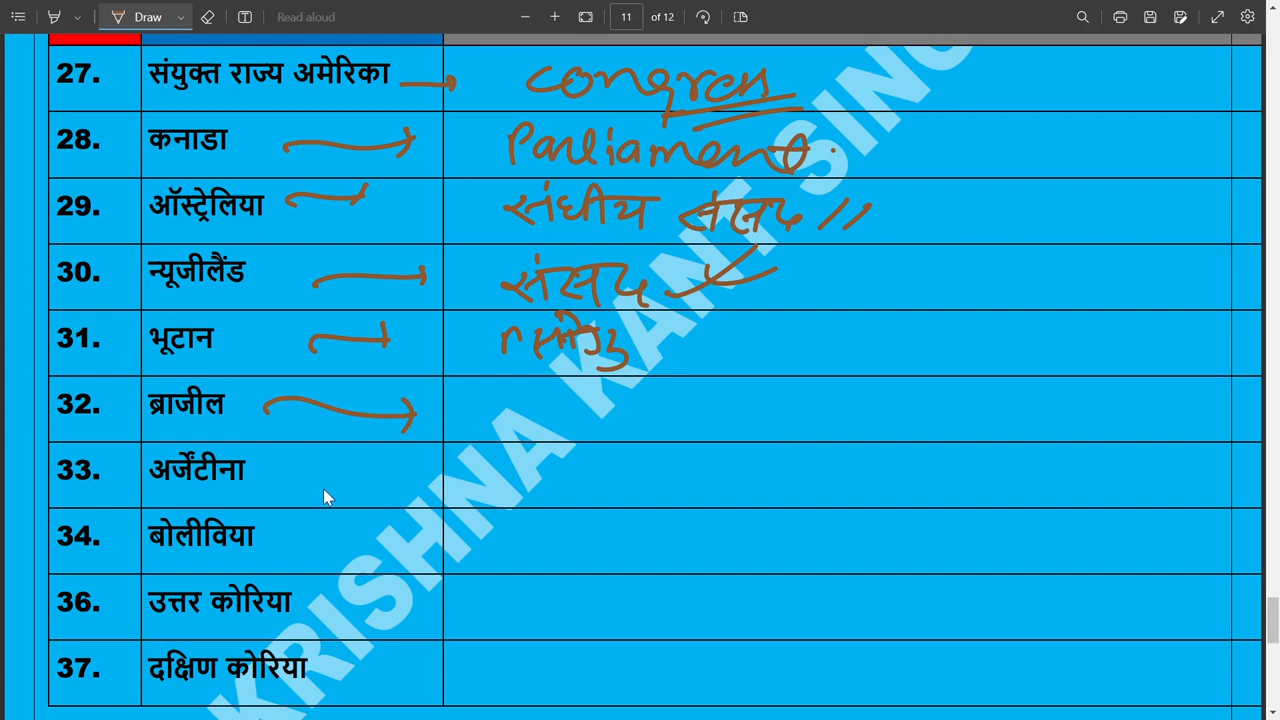 Draw
Read aloud
11 of 12
27. संयुक्त राज्य अमेरिका → Congress
28. कनाडा → Parliament.
29. ऑस्ट्रेलिया → संघीय संसद //
30. न्यूजीलैंड → संसद
31. भूटान →
32. ब्राजील →
33. अर्जेंटीना
34. बोलीविया
36. उत्तर कोरिया
37. दक्षिण कोरिया
KRISHNA KANT SING